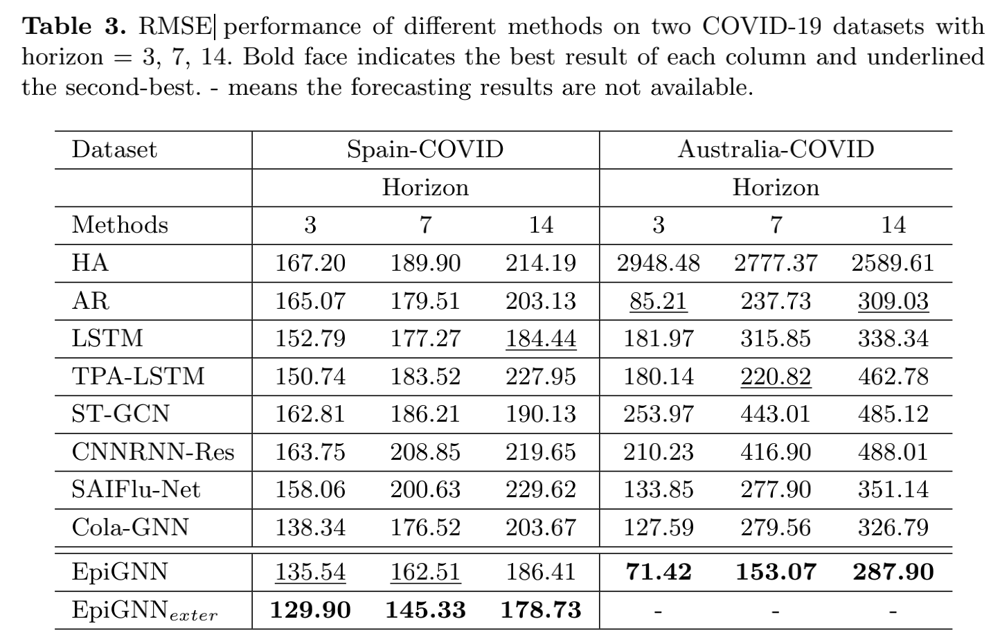 Table 3. RMSE performance of different methods on two COVID-19 datasets with
horizon = 3, 7, 14. Bold face indicates the best result of each column and underlined
the second-best. - means the forecasting results are not available.
Dataset Spain-COVID Australia-COVID
Horizon Horizon
Methods 3 7 14 3 7 14
HA 167.20 189.90 214.19 2948.48 2777.37 2589.61
AR 165.07 179.51 203.13 85.21 237.73 309.03
LSTM 152.79 177.27 184.44 181.97 315.85 338.34
TPA-LSTM 150.74 183.52 227.95 180.14 220.82 462.78
ST-GCN 162.81 186.21 190.13 253.97 443.01 485.12
CNNRNN-Res 163.75 208.85 219.65 210.23 416.90 488.01
SAIFlu-Net 158.06 200.63 229.62 133.85 277.90 351.14
Cola-GNN 138.34 176.52 203.67 127.59 279.56 326.79
EpiGNN 135.54 162.51 186.41 71.42 153.07 287.90
EpiGNNexter 129.90 145.33 178.73 - - -